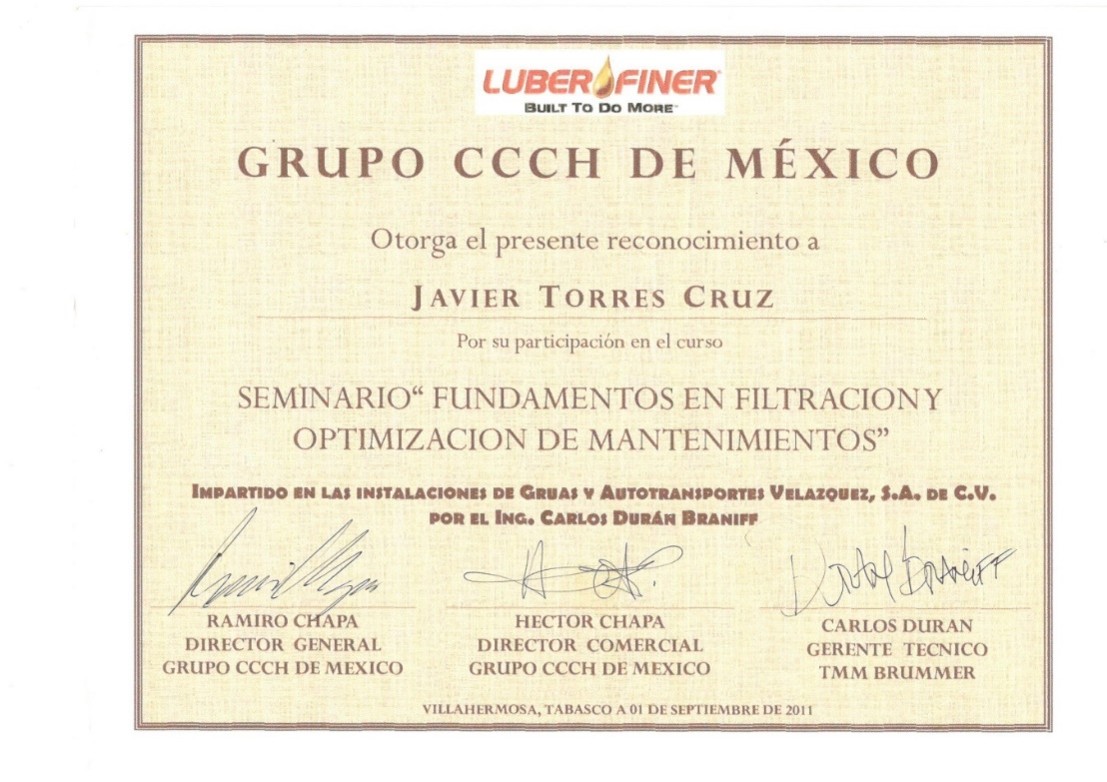 LUBERFINER
BUILT TO DO MORE
GRUPO CCCH DE MÉXICO
Otorga el presente reconocimiento a
JAVIER TORRES CRUZ
Por su participación en el curso
SEMINARIO“ FUNDAMENTOS EN FILTRACION Y
OPTIMIZACION DE MANTENIMIENTOS”
IMPARTIDO EN LAS INSTALACIONES DE GRUAS Y AUTOTRANSPORTES VELAZQUEZ, S.A. DE C.V.
POR EL ING. CARLOS DURÁN BRANIFF
RAMIRO CHAPA
DIRECTOR GENERAL
GRUPO CCCH DE MEXICO
HECTOR CHAPA
DIRECTOR COMERCIAL
GRUPO CCCH DE MEXICO
CARLOS DURAN
GERENTE TECNICO
TMM BRUMMER
VILLAHERMOSA, TABASCO A 01 DE SEPTIEMBRE DE 2011